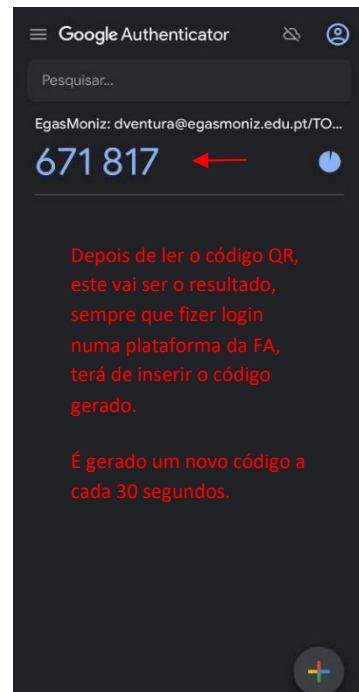 Google Authenticator
Pesquisar...
EgasMoniz: dventura@egasmoniz.edu.pt/TO...
671 817
Depois de ler o código QR,
este vai ser o resultado,
sempre que fizer login
numa plataforma da FA,
terá de inserir o código
gerado.
É gerado um novo código a
cada 30 segundos.